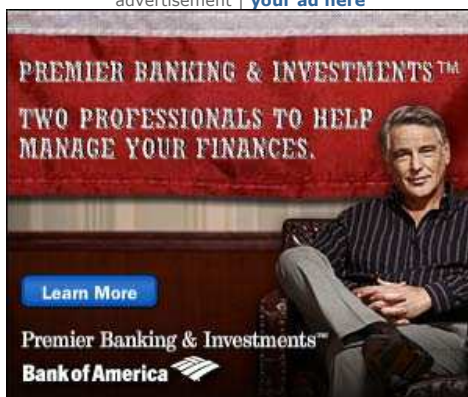 advertisement | your ad here
PREMIER BANKING & INVESTMENTS™
TWO PROFESSIONALS TO HELP
MANAGE YOUR FINANCES.
Learn More
Premier Banking & Investments™
Bank of America